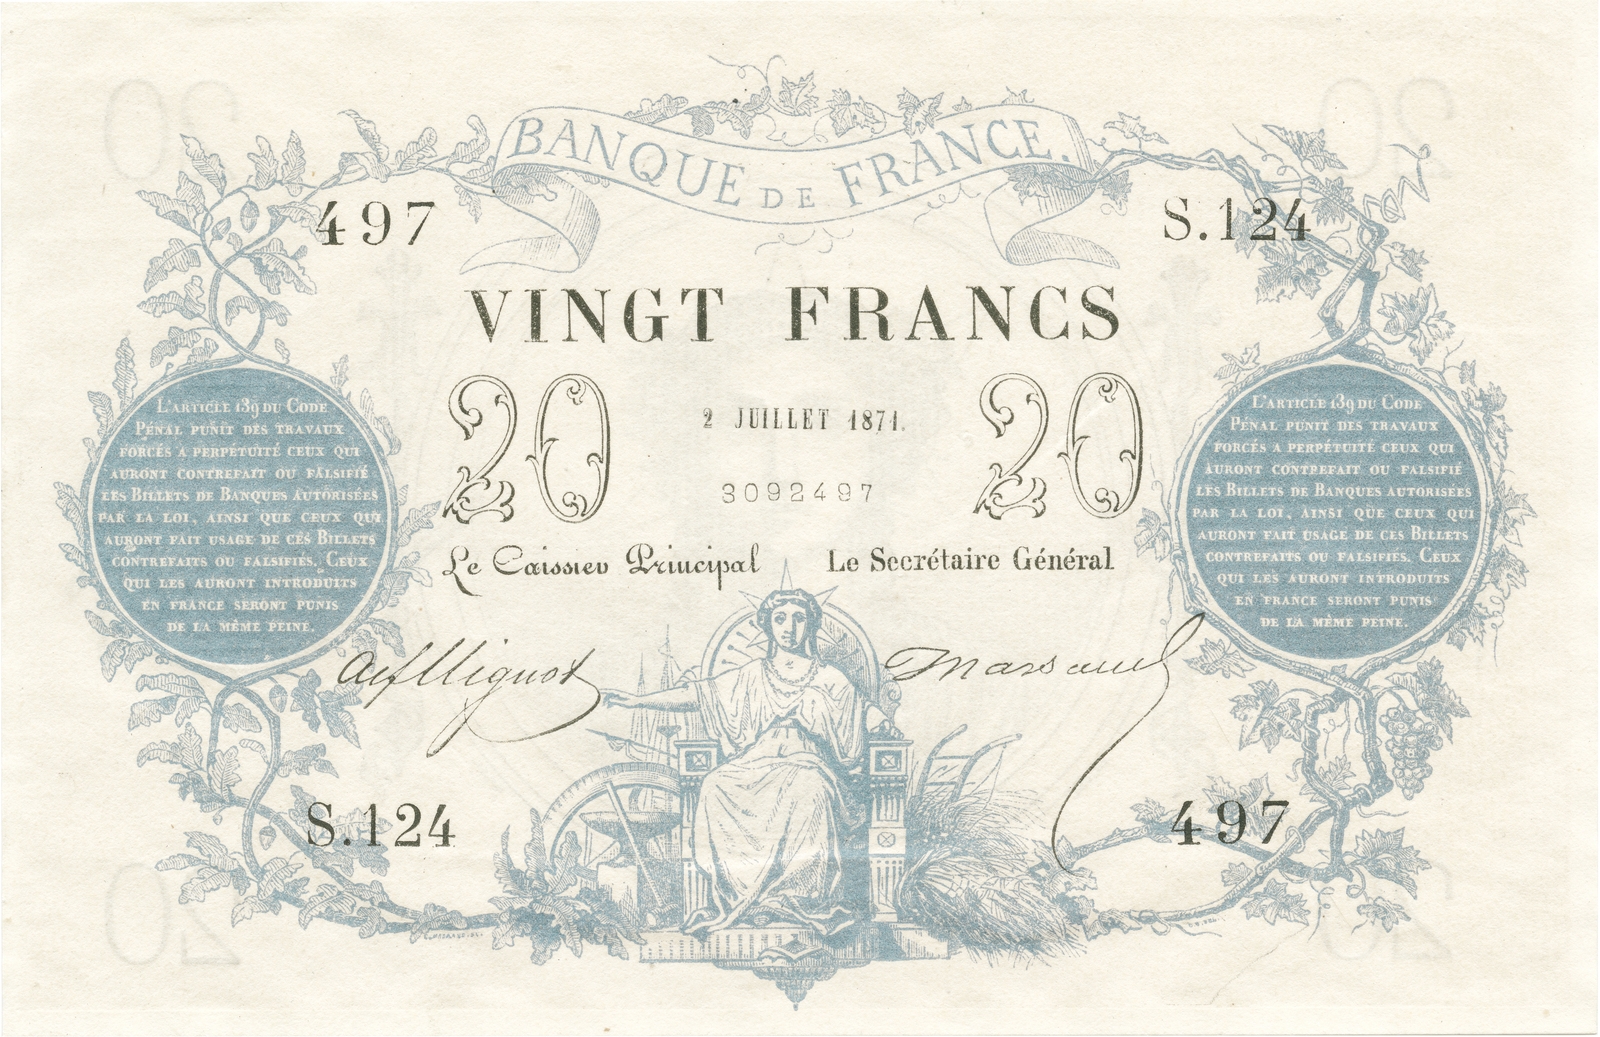 BANQUE DE FRANCE.
497
S.124
VINGT FRANCS
20
2 JUILLET 1871.
20
3092497
Le Caissier Principal
Le Secrétaire Général
L'ARTICLE 139 DU CODE
PÉNAL PUNIT DES TRAVAUX
FORCÉS A PERPÉTUITÉ CEUX QUI
AURONT CONTREFAIT OU FALSIFIÉ
LES BILLETS DE BANQUES AUTORISÉES
PAR LA LOI, AINSI QUE CEUX QUI
AURONT FAIT USAGE DE CES BILLETS
CONTREFAITS OU FALSIFIÉS. CEUX
QUI LES AURONT INTRODUITS
EN FRANCE SERONT PUNIS
DE LA MÊME PEINE.
L'ARTICLE 139 DU CODE
PÉNAL PUNIT DES TRAVAUX
FORCÉS A PERPÉTUITÉ CEUX QUI
AURONT CONTREFAIT OU FALSIFIÉ
LES BILLETS DE BANQUES AUTORISÉES
PAR LA LOI, AINSI QUE CEUX QUI
AURONT FAIT USAGE DE CES BILLETS
CONTREFAITS OU FALSIFIÉS. CEUX
QUI LES AURONT INTRODUITS
EN FRANCE SERONT PUNIS
DE LA MÊME PEINE.
Mignot
Marsaud
S.124
497
20
20
20
20